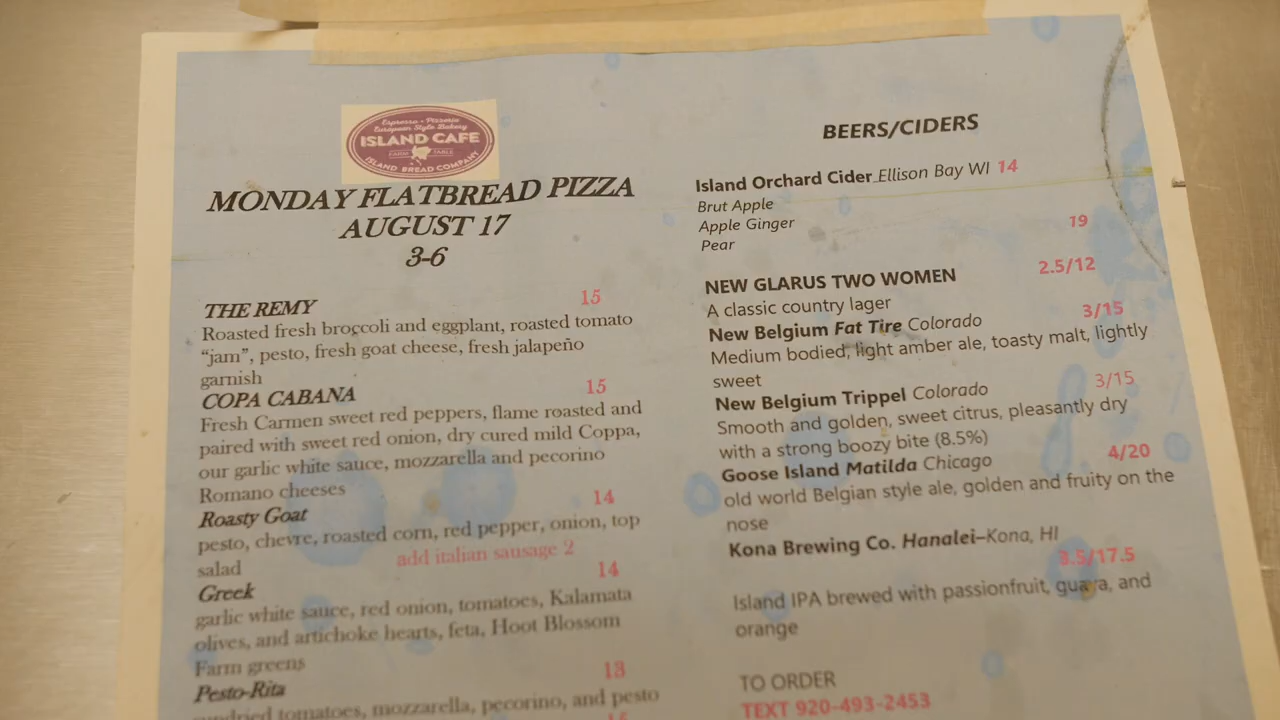 Espresso • Pizzeria
European Style Bakery
ISLAND CAFE
FARM TABLE
ISLAND BREAD COMPANY
MONDAY FLATBREAD PIZZA
AUGUST 17
3-6
THE REMY 15
Roasted fresh broccoli and eggplant, roasted tomato
“jam”, pesto, fresh goat cheese, fresh jalapeño
garnish
COPA CABANA 15
Fresh Carmen sweet red peppers, flame roasted and
paired with sweet red onion, dry cured mild Coppa,
our garlic white sauce, mozzarella and pecorino
Romano cheeses
Roasty Goat 14
pesto, chevre, roasted corn, red pepper, onion, top
salad add italian sausage 2
Greek 14
garlic white sauce, red onion, tomatoes, Kalamata
olives, and artichoke hearts, feta, Hoot Blossom
Farm greens
Pesto-Rita 13
sundried tomatoes, mozzarella, pecorino, and pesto
BEERS/CIDERS
Island Orchard Cider Ellison Bay WI 14
Brut Apple
Apple Ginger 19
Pear
NEW GLARUS TWO WOMEN 2.5/12
A classic country lager
New Belgium Fat Tire Colorado 3/15
Medium bodied, light amber ale, toasty malt, lightly
sweet
New Belgium Trippel Colorado 3/15
Smooth and golden, sweet citrus, pleasantly dry
with a strong boozy bite (8.5%)
Goose Island Matilda Chicago 4/20
old world Belgian style ale, golden and fruity on the
nose
Kona Brewing Co. Hanalei–Kona, HI
3.5/17.5
Island IPA brewed with passionfruit, guava, and
orange
TO ORDER
TEXT 920-493-2453